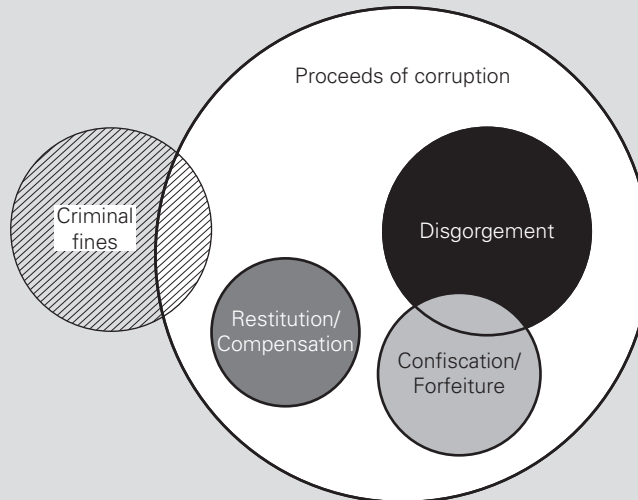 Proceeds of corruption
Criminal
fines
Disgorgement
Restitution/
Compensation
Confiscation/
Forfeiture